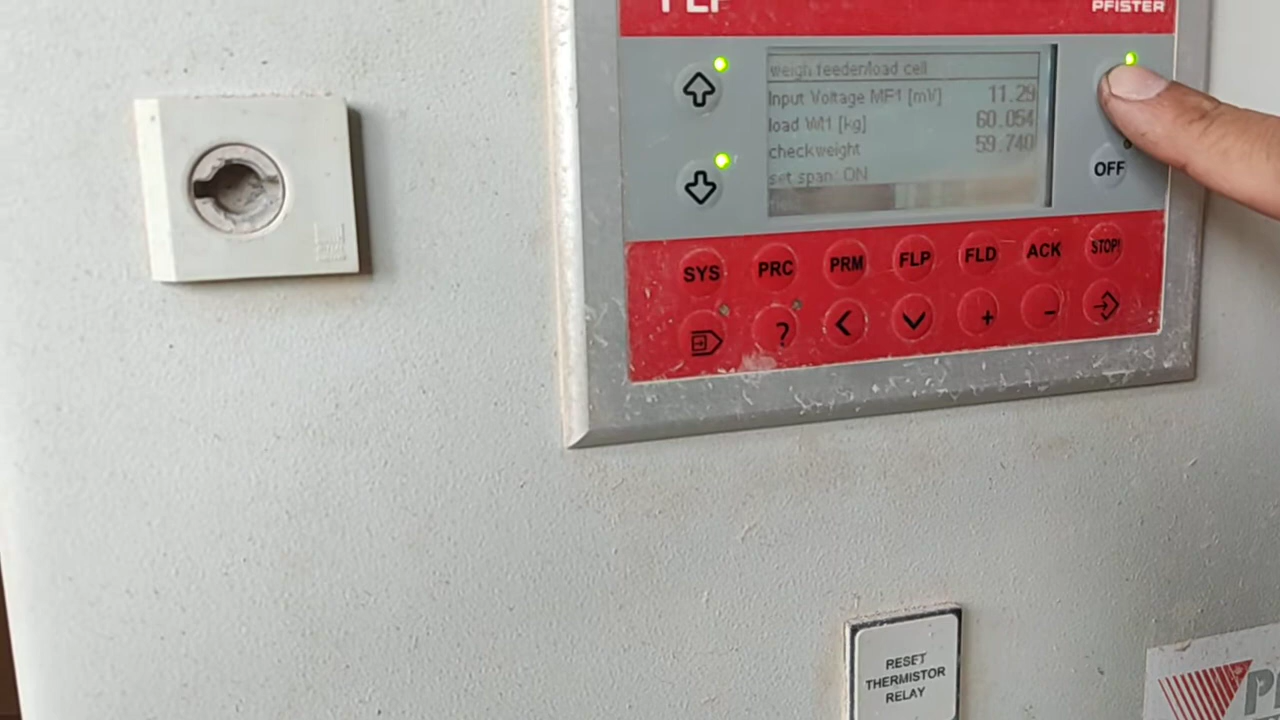 PFISTER
weigh feeder/load cell
Input Voltage MF1 [mV] 11.29
load WI1 [kg] 60.054
checkweight 59.740
set span: ON
OFF
SYS PRC PRM FLP FLD ACK STOP!
? + -
RESET
THERMISTOR
RELAY